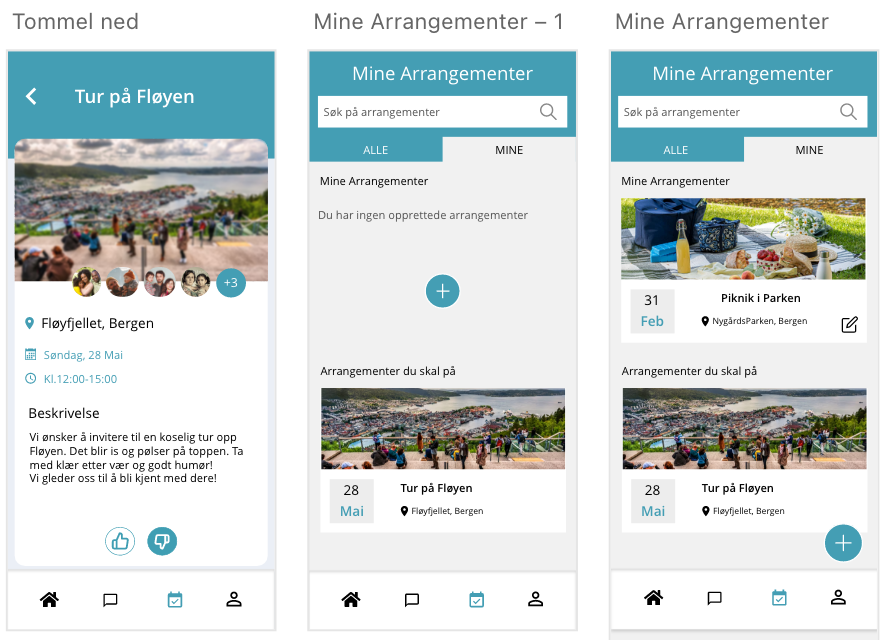 Tommel ned
Tur på Fløyen
+3
Fløyfjellet, Bergen
Søndag, 28 Mai
Kl.12:00-15:00
Beskrivelse
Vi ønsker å invitere til en koselig tur opp
Fløyen. Det blir is og pølser på toppen. Ta
med klær etter vær og godt humør!
Vi gleder oss til å bli kjent med dere!
Mine Arrangementer – 1
Mine Arrangementer
Søk på arrangementer
ALLE
MINE
Mine Arrangementer
Du har ingen opprettede arrangementer
Arrangementer du skal på
28
Mai
Tur på Fløyen
Fløyfjellet, Bergen
Mine Arrangementer
Mine Arrangementer
Søk på arrangementer
ALLE
MINE
Mine Arrangementer
31
Feb
Piknik i Parken
NygårdsParken, Bergen
Arrangementer du skal på
28
Mai
Tur på Fløyen
Fløyfjellet, Bergen